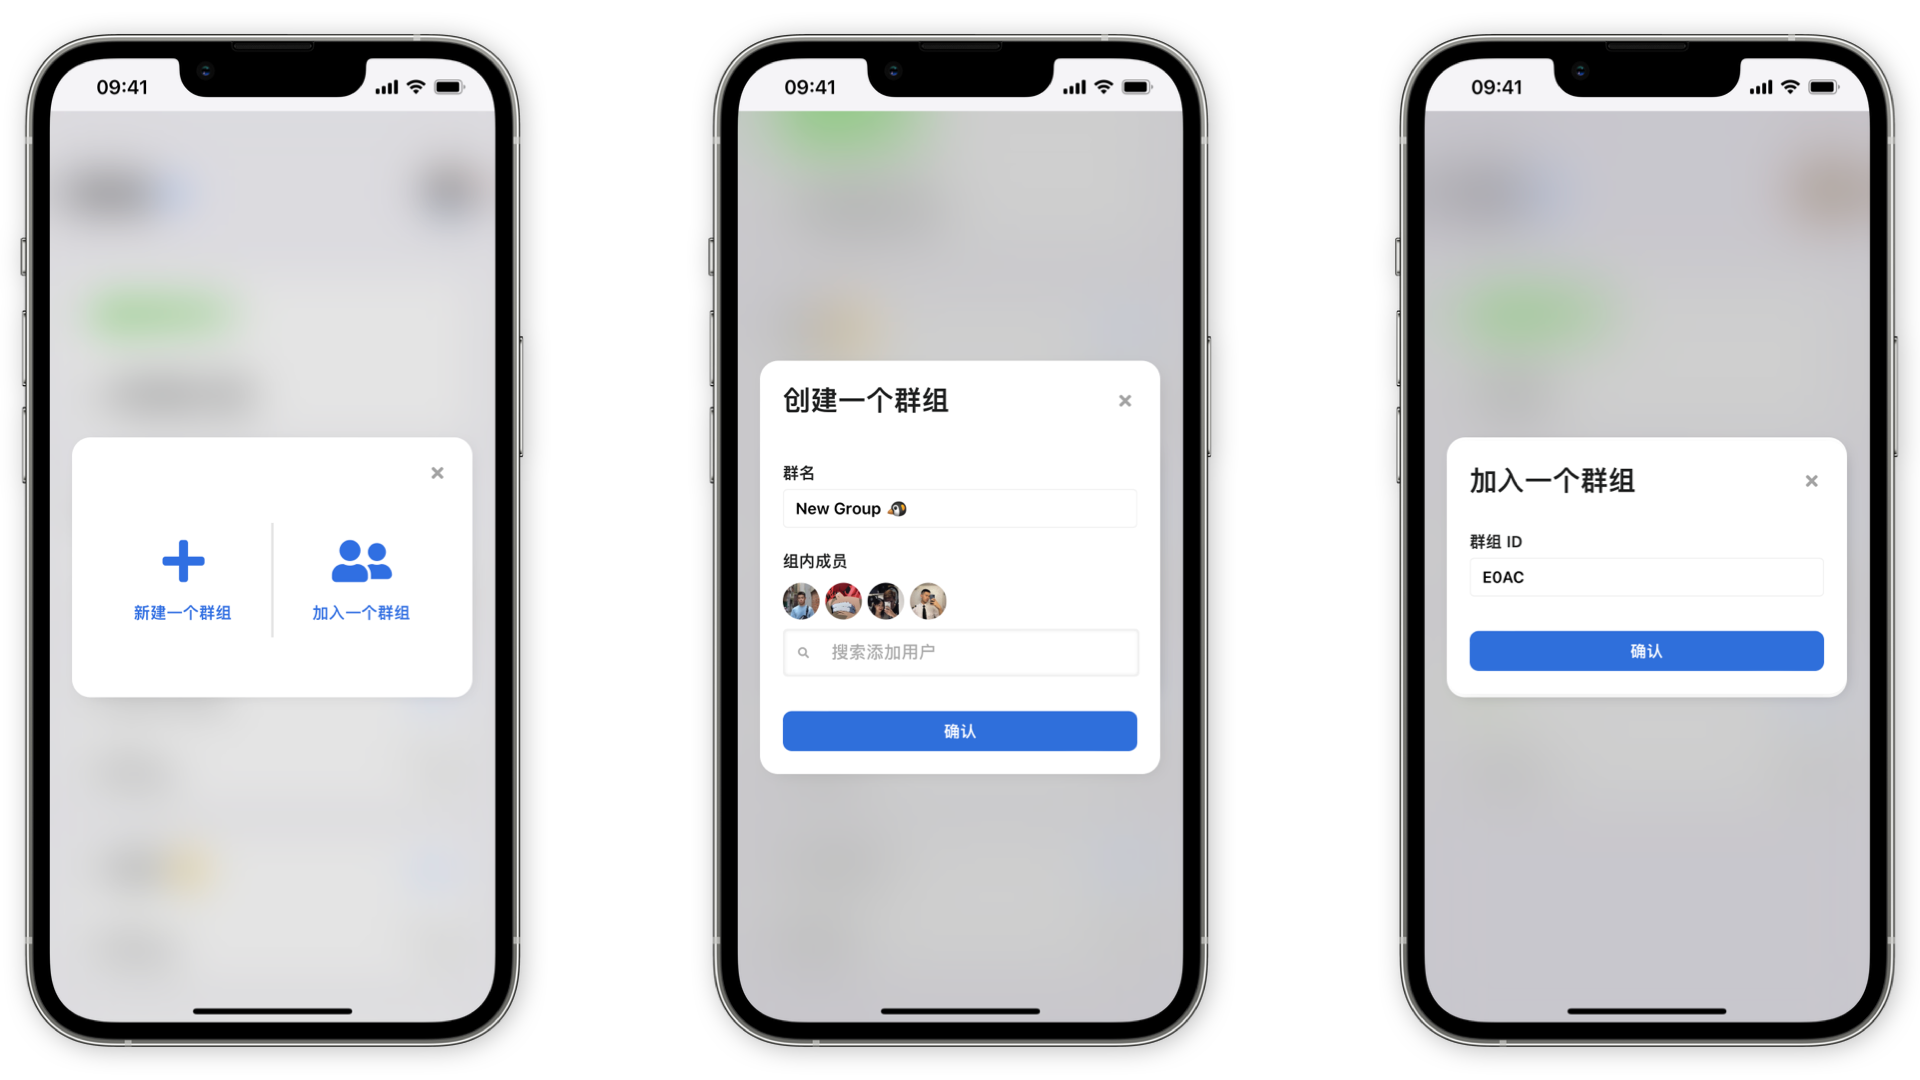 09:41
新建一个群组
加入一个群组
09:41
创建一个群组
群名
New Group 🐧
组内成员
搜索添加用户
确认
09:41
加入一个群组
群组 ID
E0AC
确认